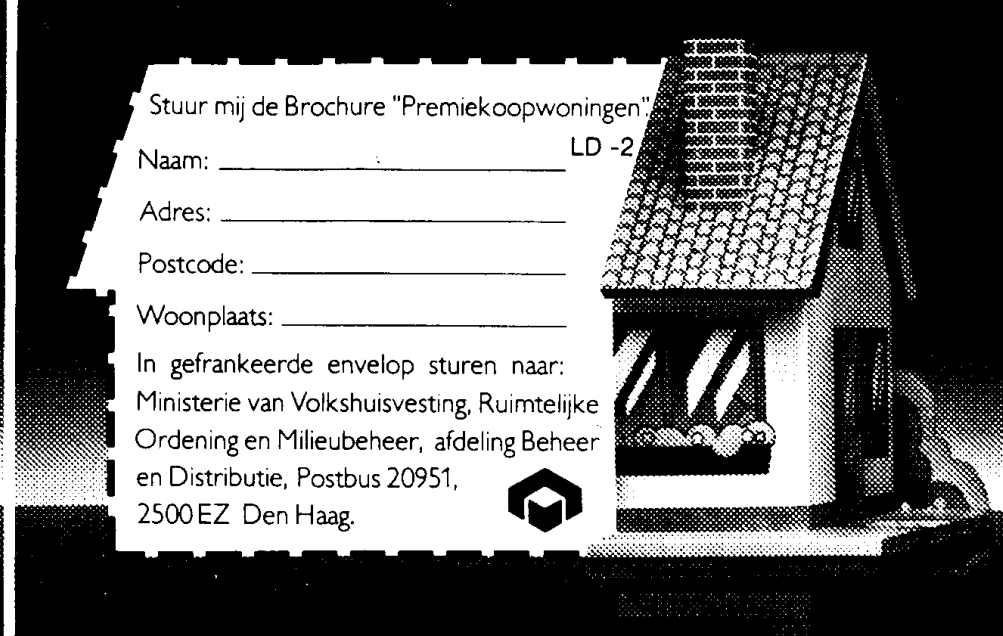 Stuur mij de Brochure "Premiekoopwoningen".
LD -2
Naam:
Adres:
Postcode:
Woonplaats:
In gefrankeerde envelop sturen naar:
Ministerie van Volkshuisvesting, Ruimtelijke
Ordening en Milieubeheer, afdeling Beheer
en Distributie, Postbus 20951,
2500 EZ Den Haag.